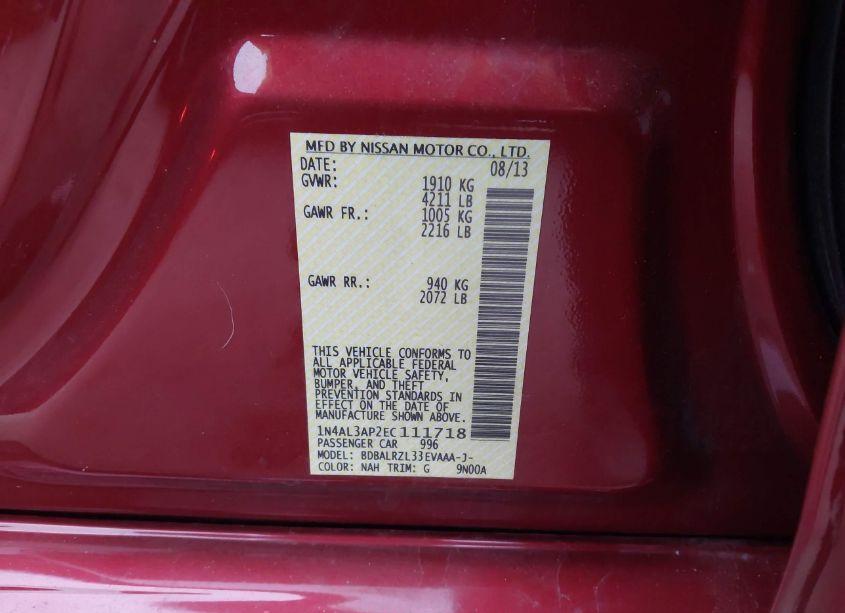 MFD BY NISSAN MOTOR CO., LTD.
DATE: 08/13
GVWR: 1910 KG
4211 LB
GAWR FR.: 1005 KG
2216 LB
GAWR RR.: 940 KG
2072 LB
THIS VEHICLE CONFORMS TO
ALL APPLICABLE FEDERAL
MOTOR VEHICLE SAFETY,
BUMPER, AND THEFT
PREVENTION STANDARDS IN
EFFECT ON THE DATE OF
MANUFACTURE SHOWN ABOVE.
1N4AL3AP2EC111718
PASSENGER CAR 996
MODEL: BDBALRZL33EVAAA-J-
COLOR: NAH TRIM: G 9N00A